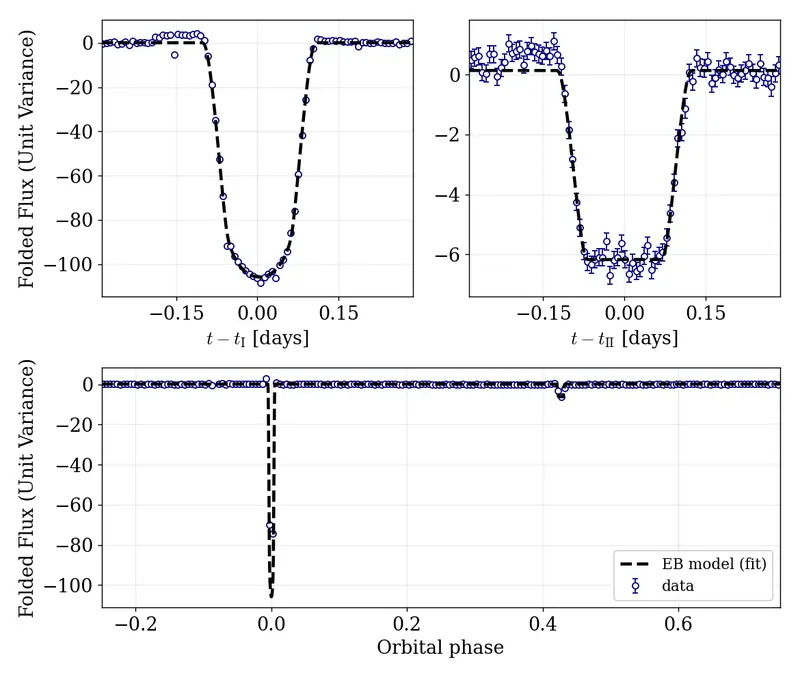 Folded Flux (Unit Variance)
0
−20
−40
−60
−80
−100
−0.15 0.00 0.15
t − t_I [days]
0
−2
−4
−6
−0.15 0.00 0.15
t − t_II [days]
Folded Flux (Unit Variance)
0
−20
−40
−60
−80
−100
−0.2 0.0 0.2 0.4 0.6
Orbital phase
EB model (fit)
data